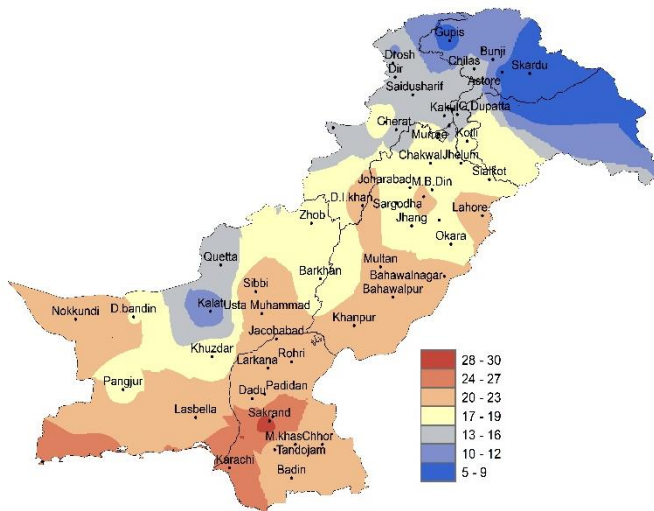 Gupis
Drosh
Bunji
Dir
Chilas
Skardu
Astore
Saidusharif
Kakul
G.Dupatta
Cherat
Murree
Kotli
Chakwal
Jhelum
Sialkot
Joharabad
M.B.Din
D.I.khan
Sargodha
Lahore
Zhob
Jhang
Okara
Quetta
Multan
Barkhan
Bahawalnagar
Sibbi
Bahawalpur
Kalat
Usta Muhammad
Nokkundi
D.bandin
Khanpur
Jacobabad
Khuzdar
Larkana
Rohri
Pangjur
Dadu
Padidan
Lasbella
Sakrand
M.khas
Chhor
Tandojam
Karachi
Badin
28 - 30
24 - 27
20 - 23
17 - 19
13 - 16
10 - 12
5 - 9